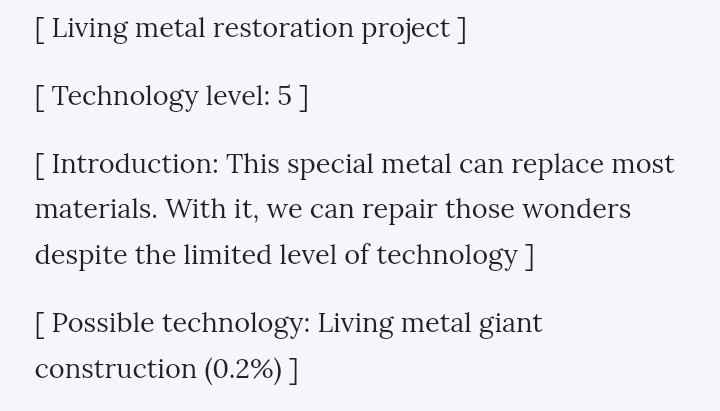 [ Living metal restoration project ]
[ Technology level: 5 ]
[ Introduction: This special metal can replace most
materials. With it, we can repair those wonders
despite the limited level of technology ]
[ Possible technology: Living metal giant
construction (0.2%) ]